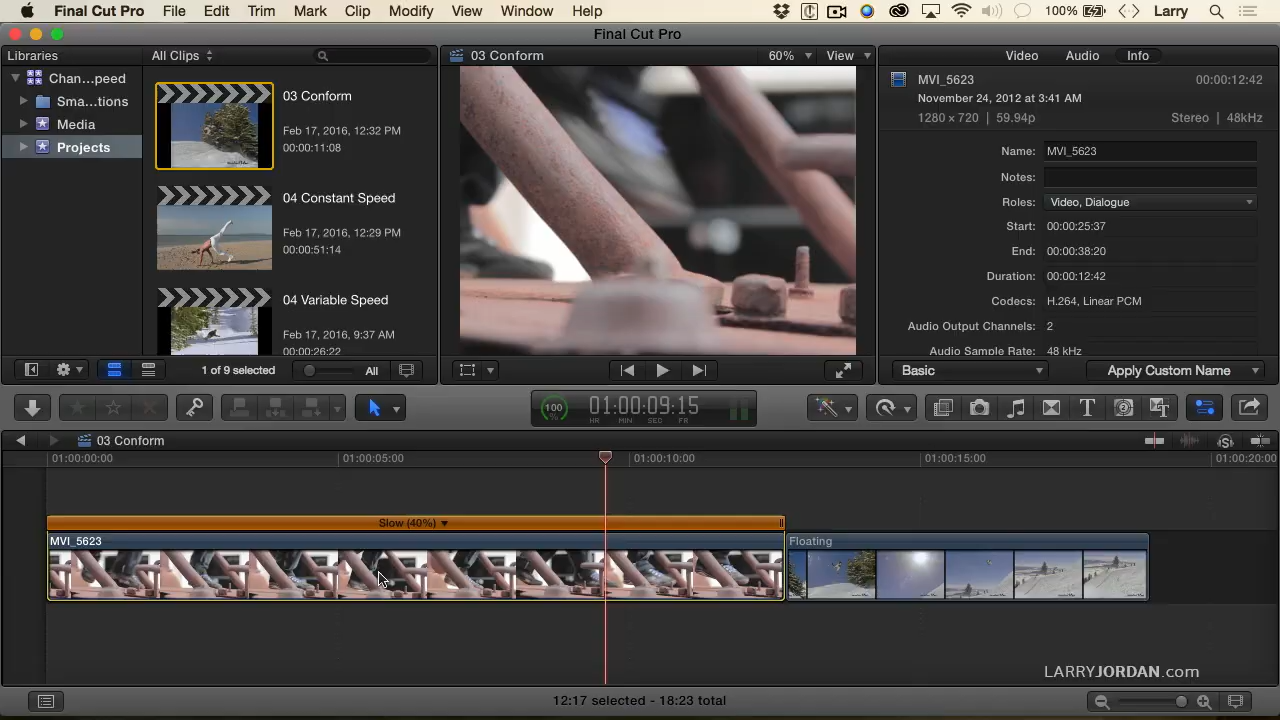 Final Cut Pro File Edit Trim Mark Clip Modify View Window Help 100% Larry
Final Cut Pro
Libraries All Clips 03 Conform 60% View Video Audio Info
Chan...peed
Sma...tions
Media
Projects
03 Conform
Feb 17, 2016, 12:32 PM
00:00:11:08
04 Constant Speed
Feb 17, 2016, 12:29 PM
00:00:51:14
04 Variable Speed
Feb 17, 2016, 9:37 AM
00:00:26:22
1 of 9 selected All
MVI_5623 00:00:12:42
November 24, 2012 at 3:41 AM
1280 x 720 | 59.94p Stereo | 48kHz
Name: MVI_5623
Notes:
Roles: Video, Dialogue
Start: 00:00:25:37
End: 00:00:38:20
Duration: 00:00:12:42
Codecs: H.264, Linear PCM
Audio Output Channels: 2
Audio Sample Rate: 48 kHz
Basic Apply Custom Name
100 % 01:00:09:15
HR MIN SEC FR
03 Conform
01:00:00:00 01:00:05:00 01:00:10:00 01:00:15:00 01:00:20:00
Slow (40%)
MVI_5623 Floating
LARRYJORDAN.com
12:17 selected - 18:23 total